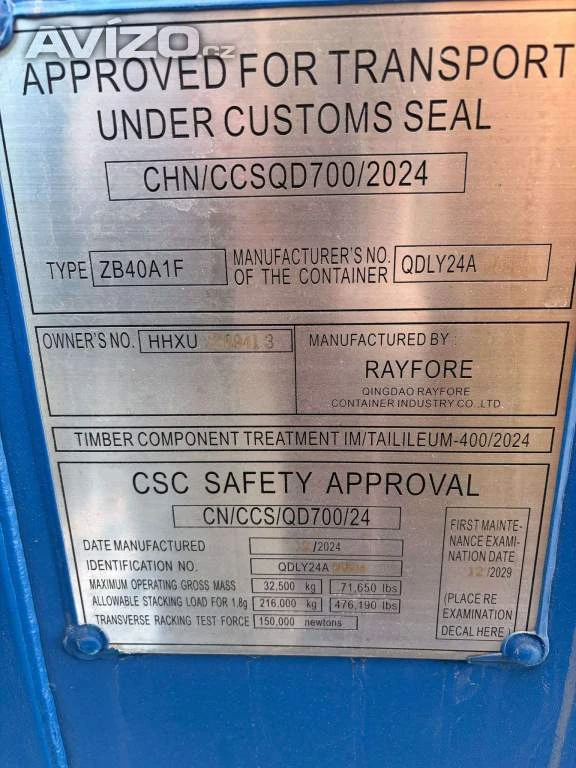 AVÍZO.cz
APPROVED FOR TRANSPORT
UNDER CUSTOMS SEAL
CHN/CCSQD700/2024
TYPE ZB40A1F
MANUFACTURER'S NO.
OF THE CONTAINER
QDLY24A
OWNER'S NO. HHXU
MANUFACTURED BY :
RAYFORE
QINGDAO RAYFORE
CONTAINER INDUSTRY CO.,LTD
TIMBER COMPONENT TREATMENT IM/TAILILEUM-400/2024
CSC SAFETY APPROVAL
CN/CCS/QD700/24
DATE MANUFACTURED /2024
IDENTIFICATION NO. QDLY24A
MAXIMUM OPERATING GROSS MASS 32,500 kg 71,650 lbs
ALLOWABLE STACKING LOAD FOR 1.8g 216,000 kg 476,190 lbs
TRANSVERSE RACKING TEST FORCE 150,000 newtons
FIRST MAINTE-
NANCE EXAMI-
NATION DATE
12/2029
(PLACE RE
EXAMINATION
DECAL HERE)